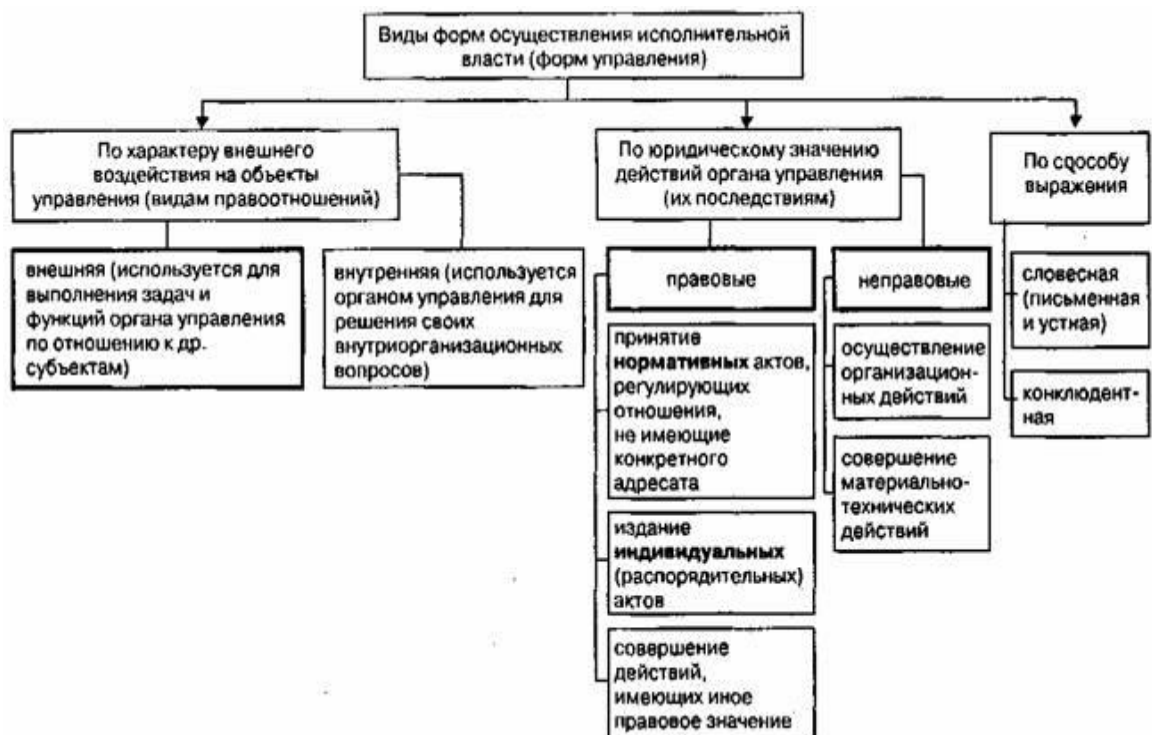 Виды форм осуществления исполнительной
власти (форм управления)
По характеру внешнего
воздействия на объекты
управления (видам правоотношений)
По юридическому значению
действий органа управления
(их последствиям)
По способу
выражения
внешняя (используется для
выполнения задач и
функций органа управления
по отношению к др.
субъектам)
внутренняя (используется
органом управления для
решения своих
внутриорганизационных
вопросов)
правовые
принятие
нормативных актов,
регулирующих
отношения,
не имеющие
конкретного
адресата
издание
индивидуальных
(распорядительных)
актов
совершение
действий,
имеющих иное
правовое значение
неправовые
осуществление
организацион-
ных действий
совершение
материально-
технических
действий
словесная
(письменная
и устная)
конклюдент-
ная